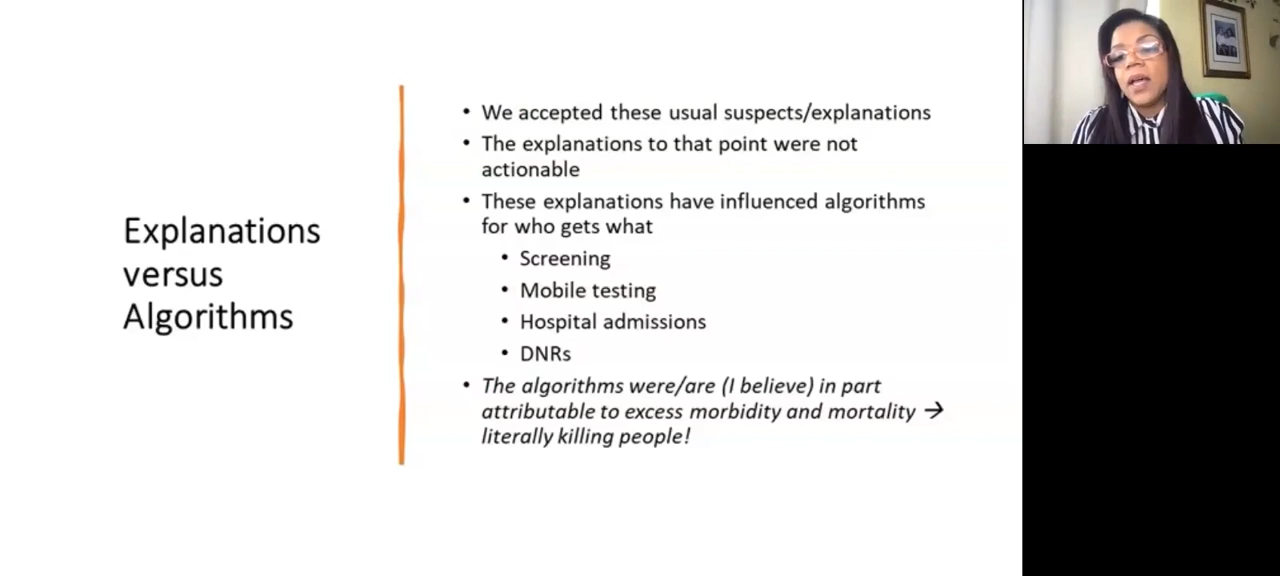 Explanations
versus
Algorithms
• We accepted these usual suspects/explanations
• The explanations to that point were not
actionable
• These explanations have influenced algorithms
for who gets what
• Screening
• Mobile testing
• Hospital admissions
• DNRs
• The algorithms were/are (I believe) in part
attributable to excess morbidity and mortality →
literally killing people!